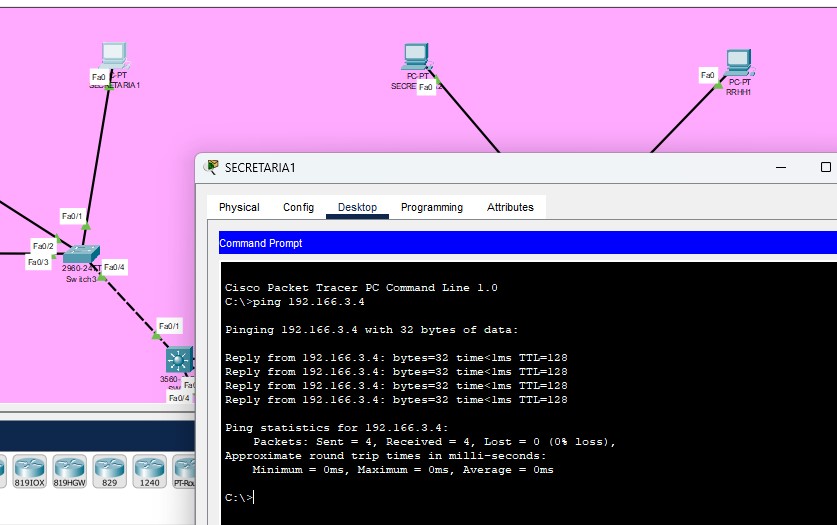 Fa0
PC-PT
SECRETARIA1
PC-PT
Fa0
Fa0
PC-PT
RRHH1
SECRETARIA1
Physical
Config
Desktop
Programming
Attributes
Command Prompt
Fa0/1
Fa0/2
Fa0/3
Switch3
Fa0/4
Fa0/1
Fa0/4
Cisco Packet Tracer PC Command Line 1.0
C:\>ping 192.166.3.4
Pinging 192.166.3.4 with 32 bytes of data:
Reply from 192.166.3.4: bytes=32 time<1ms TTL=128
Reply from 192.166.3.4: bytes=32 time<1ms TTL=128
Reply from 192.166.3.4: bytes=32 time<1ms TTL=128
Reply from 192.166.3.4: bytes=32 time<1ms TTL=128
Ping statistics for 192.166.3.4:
Packets: Sent = 4, Received = 4, Lost = 0 (0% loss),
Approximate round trip times in milli-seconds:
Minimum = 0ms, Maximum = 0ms, Average = 0ms
C:\>
819IOX
819HGW
829
1240